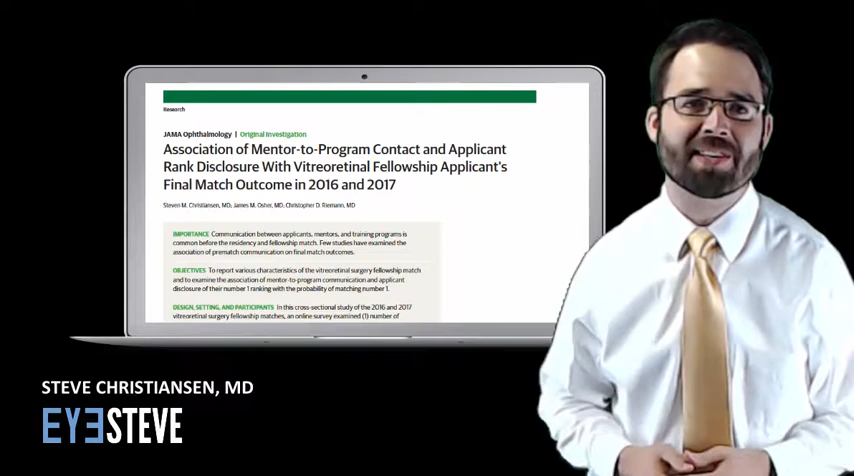 Research
JAMA Ophthalmology | Original Investigation
Association of Mentor-to-Program Contact and Applicant
Rank Disclosure With Vitreoretinal Fellowship Applicant's
Final Match Outcome in 2016 and 2017
Steven M. Christiansen, MD; James M. Osher, MD; Christopher D. Riemann, MD
IMPORTANCE Communication between applicants, mentors, and training programs is
common before the residency and fellowship match. Few studies have examined the
association of prematch communication on final match outcomes.
OBJECTIVES To report various characteristics of the vitreoretinal surgery fellowship match
and to examine the association of mentor-to-program communication and applicant
disclosure of their number 1 ranking with the probability of matching number 1.
DESIGN, SETTING, AND PARTICIPANTS In this cross-sectional study of the 2016 and 2017
vitreoretinal surgery fellowship matches, an online survey examined (1) number of
STEVE CHRISTIANSEN, MD
EYƎSTEVE